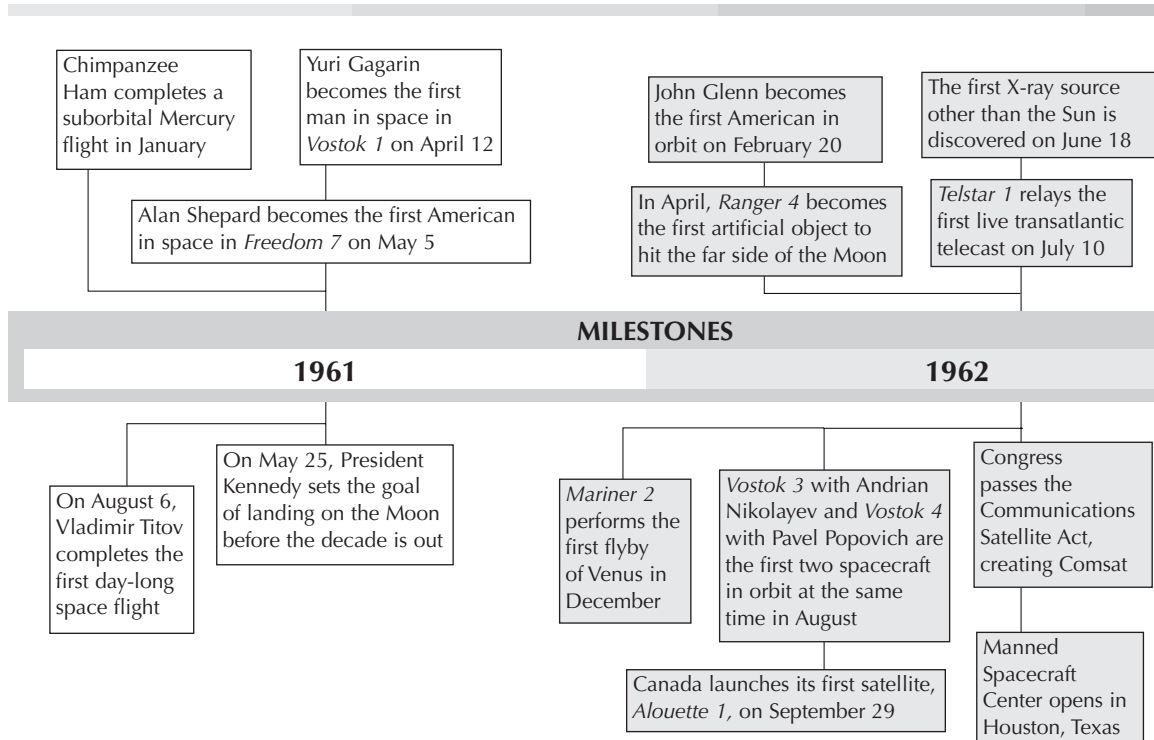 Chimpanzee
Ham completes a
suborbital Mercury
flight in January
Yuri Gagarin
becomes the first
man in space in
Vostok 1 on April 12
Alan Shepard becomes the first American
in space in Freedom 7 on May 5
John Glenn becomes
the first American in
orbit on February 20
In April, Ranger 4 becomes
the first artificial object to
hit the far side of the Moon
The first X-ray source
other than the Sun is
discovered on June 18
Telstar 1 relays the
first live transatlantic
telecast on July 10
MILESTONES
1961
1962
On August 6,
Vladimir Titov
completes the
first day-long
space flight
On May 25, President
Kennedy sets the goal
of landing on the Moon
before the decade is out
Mariner 2
performs the
first flyby
of Venus in
December
Vostok 3 with Andrian
Nikolayev and Vostok 4
with Pavel Popovich are
the first two spacecraft
in orbit at the same
time in August
Canada launches its first satellite,
Alouette 1, on September 29
Congress
passes the
Communications
Satellite Act,
creating Comsat
Manned
Spacecraft
Center opens in
Houston, Texas